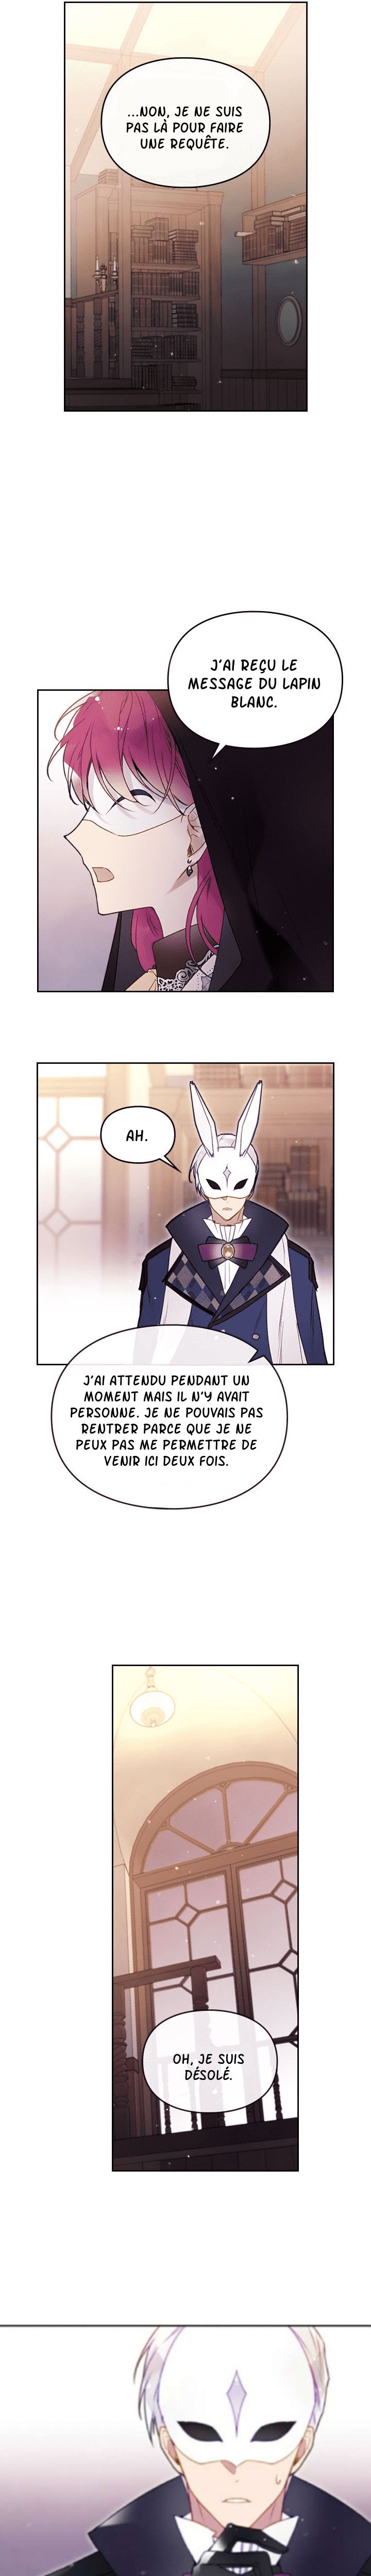 ...NON, JE NE SUIS
PAS LÀ POUR FAIRE
UNE REQUÊTE.
J'AI REÇU LE
MESSAGE DU LAPIN
BLANC.
AH.
J'AI ATTENDU PENDANT UN
MOMENT MAIS IL N'Y AVAIT
PERSONNE. JE NE POUVAIS PAS
RENTRER PARCE QUE JE NE
PEUX PAS ME PERMETTRE DE
VENIR ICI DEUX FOIS.
OH, JE SUIS
DÉSOLÉ.